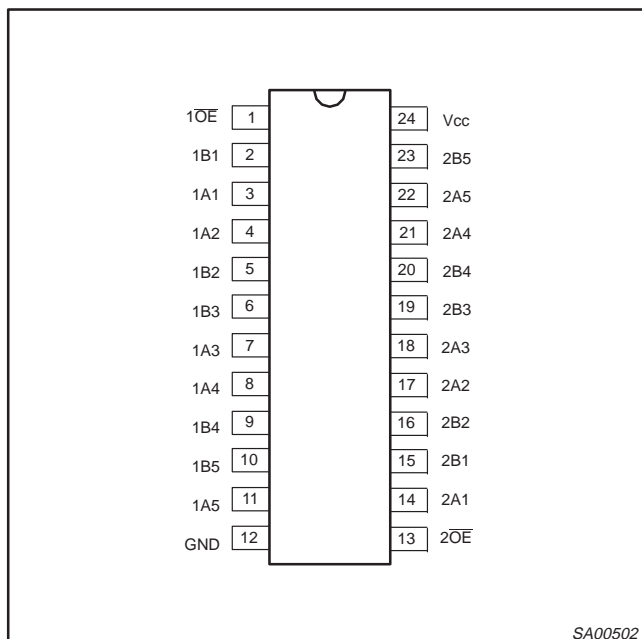 1O̅E̅ 1 24 Vcc
1B1 2 23 2B5
1A1 3 22 2A5
1A2 4 21 2A4
1B2 5 20 2B4
1B3 6 19 2B3
1A3 7 18 2A3
1A4 8 17 2A2
1B4 9 16 2B2
1B5 10 15 2B1
1A5 11 14 2A1
GND 12 13 2O̅E̅
SA00502